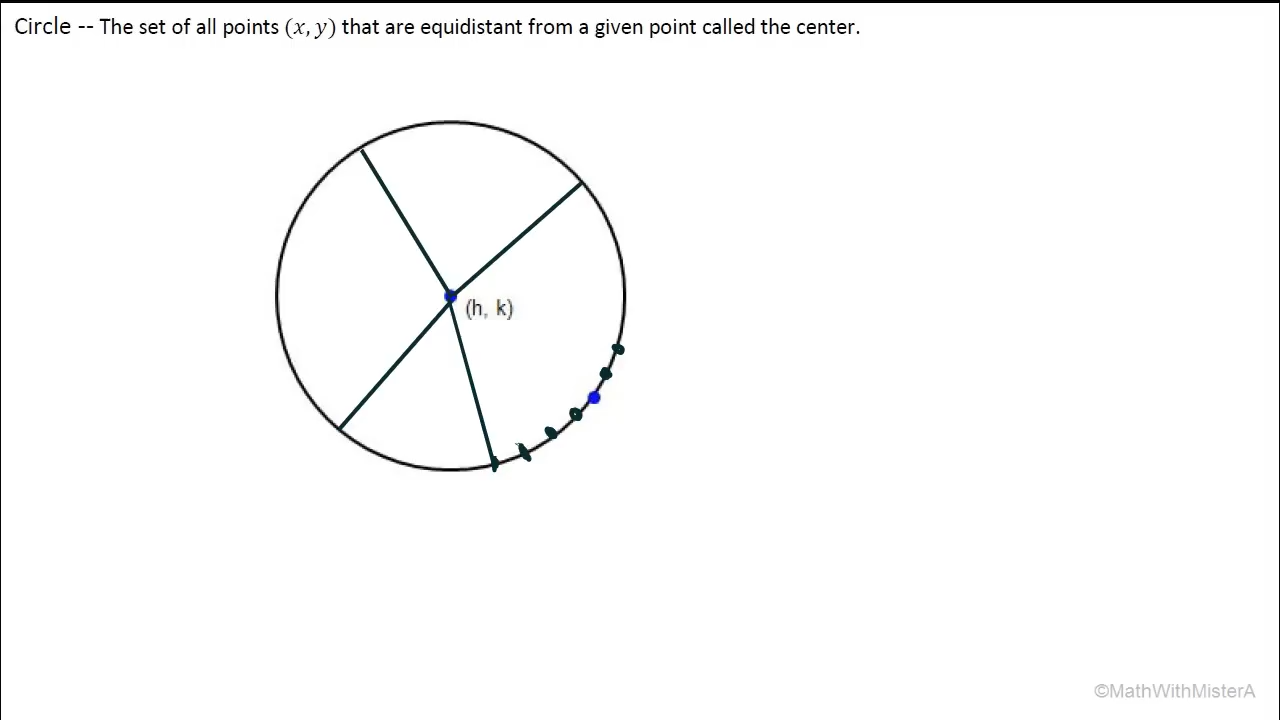 Circle -- The set of all points (x, y) that are equidistant from a given point called the center.
(h, k)
©MathWithMisterA